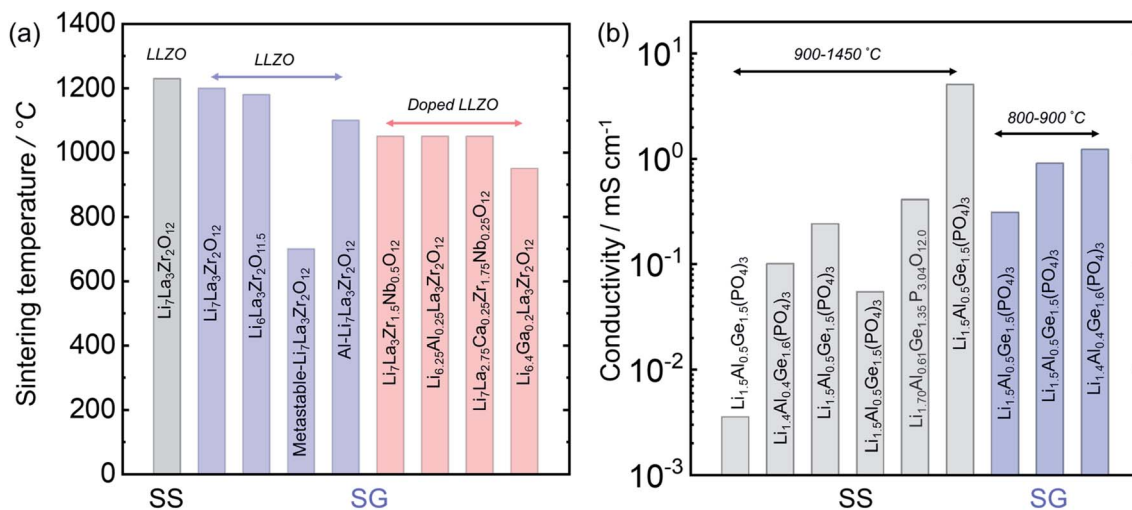 (a)
LLZO
LLZO
Doped LLZO
Sintering temperature / °C
1400
1200
1000
800
600
400
200
0
Li7La3Zr2O12
Li7La3Zr2O12
Li6La3Zr2O11.5
Metastable-Li7La3Zr2O12
Al-Li7La3Zr2O12
Li7La3Zr1.5Nb0.5O12
Li6.25Al0.25La3Zr2O12
Li7La2.75Ca0.25Zr1.75Nb0.25O12
Li6.4Ga0.2La3Zr2O12
SS
SG
(b)
900-1450 °C
800-900 °C
Conductivity / mS cm-1
10^1
10^0
10^-1
10^-2
10^-3
Li1.5Al0.5Ge1.5(PO4)3
Li1.4Al0.4Ge1.6(PO4)3
Li1.5Al0.5Ge1.5(PO4)3
Li1.5Al0.5Ge1.5(PO4)3
Li1.70Al0.61Ge1.35P3.04O12.0
Li1.5Al0.5Ge1.5(PO4)3
Li1.5Al0.5Ge1.5(PO4)3
Li1.5Al0.5Ge1.5(PO4)3
Li1.4Al0.4Ge1.6(PO4)3
SS
SG